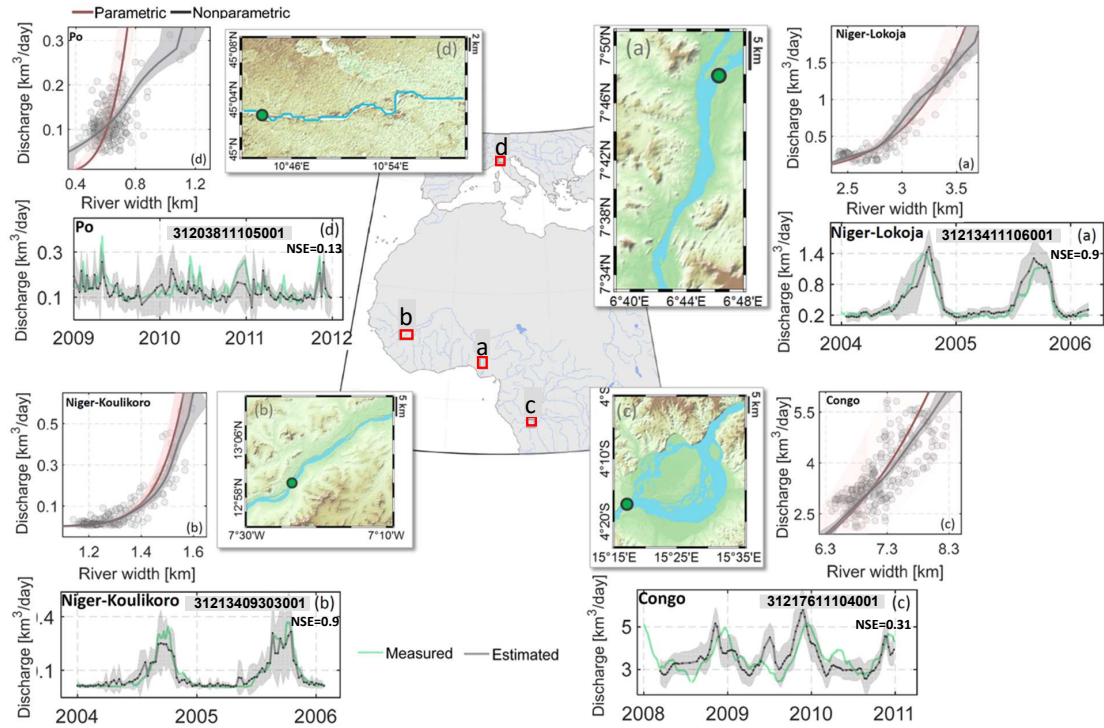 Parametric Nonparametric
Po
Discharge [km³/day]
0.3
0.2
0.1
0.4 0.8 1.2
River width [km]
(d)
(d)
2 km
45°08'N
45°04'N
45°N
10°46'E 10°54'E
(a)
5 km
7°50'N
7°46'N
7°42'N
7°38'N
7°34'N
6°40'E 6°44'E 6°48'E
Niger-Lokoja
Discharge [km³/day]
1.5
1
0.5
2.5 3 3.5
River width [km]
(a)
Po
31203811105001
(d)
NSE=0.13
Discharge [km³/day]
0.3
0.1
2009 2010 2011 2012
d
b
a
c
Niger-Lokoja
31213411106001
(a)
NSE=0.9
Discharge [km³/day]
1.4
0.8
0.2
2004 2005 2006
Niger-Koulikoro
Discharge [km³/day]
0.5
0.3
0.1
1.2 1.4 1.6
River width [km]
(b)
(b)
5 km
13°06'N
12°58'N
7°30'W 7°10'W
(c)
5 km
4°S
4°10'S
4°20'S
15°15'E 15°25'E 15°35'E
Congo
Discharge [km³/day]
5.5
4.5
3.5
2.5
6.3 7.3 8.3
River width [km]
(c)
Niger-Koulikoro
31213409303001
(b)
NSE=0.9
Discharge [km³/day]
0.4
0.1
2004 2005 2006
Measured Estimated
Congo
31217611104001
(c)
NSE=0.31
Discharge [km³/day]
5
3
2008 2009 2010 2011